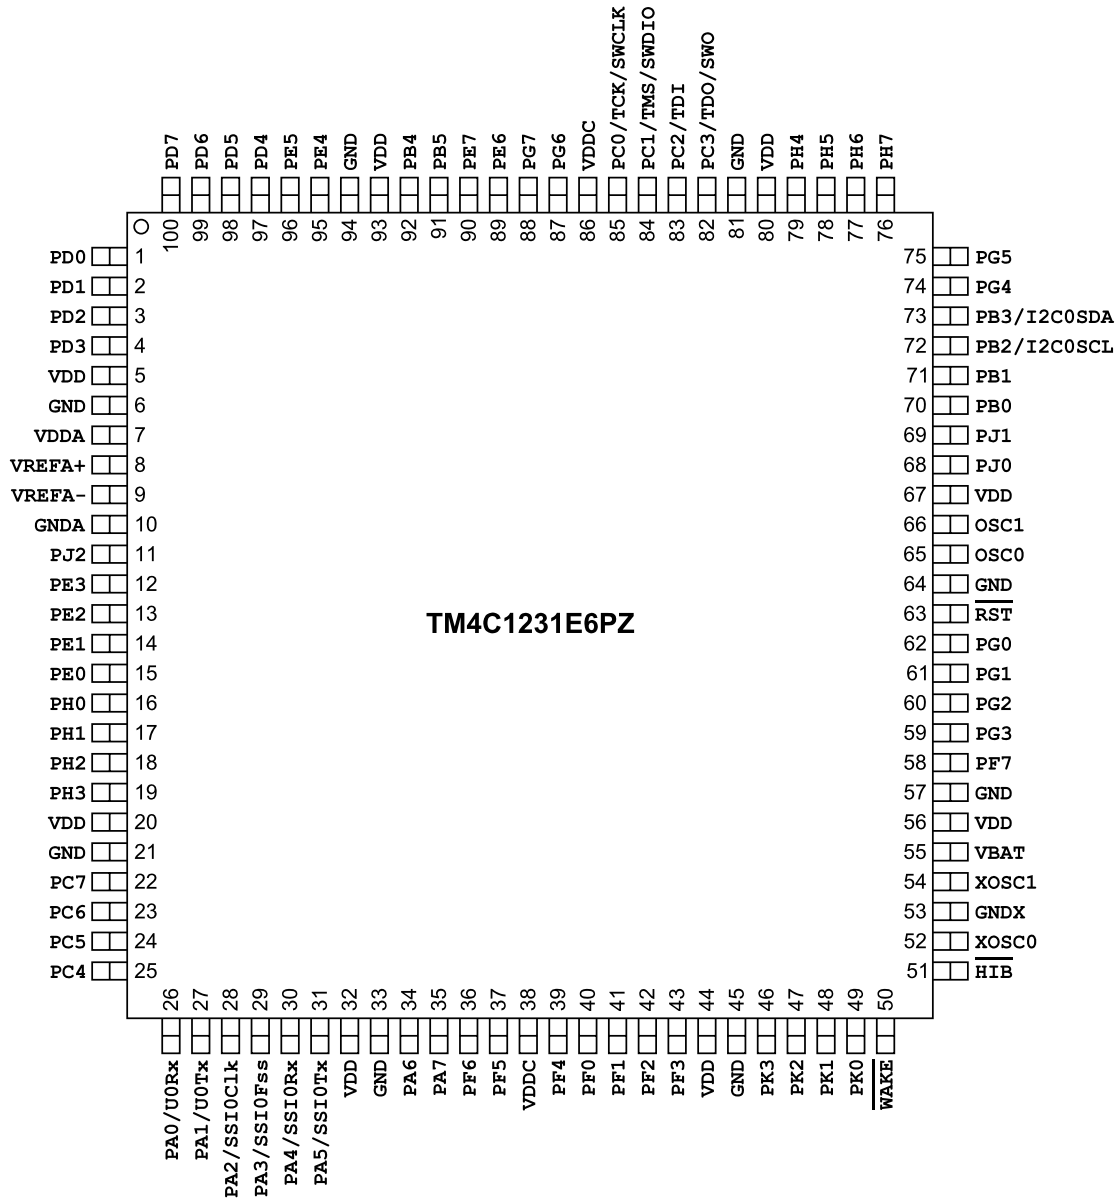 PC0/TCK/SWCLK
PC1/TMS/SWDIO
PC2/TDI
PC3/TDO/SWO
PD7 PD6 PD5 PD4 PE5 PE4 GND VDD PB4 PB5 PE7 PE6 PG7 PG6 VDDC GND VDD PH4 PH5 PH6 PH7
100 99 98 97 96 95 94 93 92 91 90 89 88 87 86 85 84 83 82 81 80 79 78 77 76
PD0 1 75 PG5
PD1 2 74 PG4
PD2 3 73 PB3/I2C0SDA
PD3 4 72 PB2/I2C0SCL
VDD 5 71 PB1
GND 6 70 PB0
VDDA 7 69 PJ1
VREFA+ 8 68 PJ0
VREFA- 9 67 VDD
GNDA 10 66 OSC1
PJ2 11 65 OSC0
PE3 12 64 GND
PE2 13 63 RST
TM4C1231E6PZ
PE1 14 62 PG0
PE0 15 61 PG1
PH0 16 60 PG2
PH1 17 59 PG3
PH2 18 58 PF7
PH3 19 57 GND
VDD 20 56 VDD
GND 21 55 VBAT
PC7 22 54 XOSC1
PC6 23 53 GNDX
PC5 24 52 XOSC0
PC4 25 51 HIB
26 27 28 29 30 31 32 33 34 35 36 37 38 39 40 41 42 43 44 45 46 47 48 49 50
PA0/U0Rx
PA1/U0Tx
PA2/SSI0Clk
PA3/SSI0Fss
PA4/SSI0Rx
PA5/SSI0Tx
VDD GND PA6 PA7 PF6 PF5 VDDC PF4 PF0 PF1 PF2 PF3 VDD GND PK3 PK2 PK1 PK0 WAKE